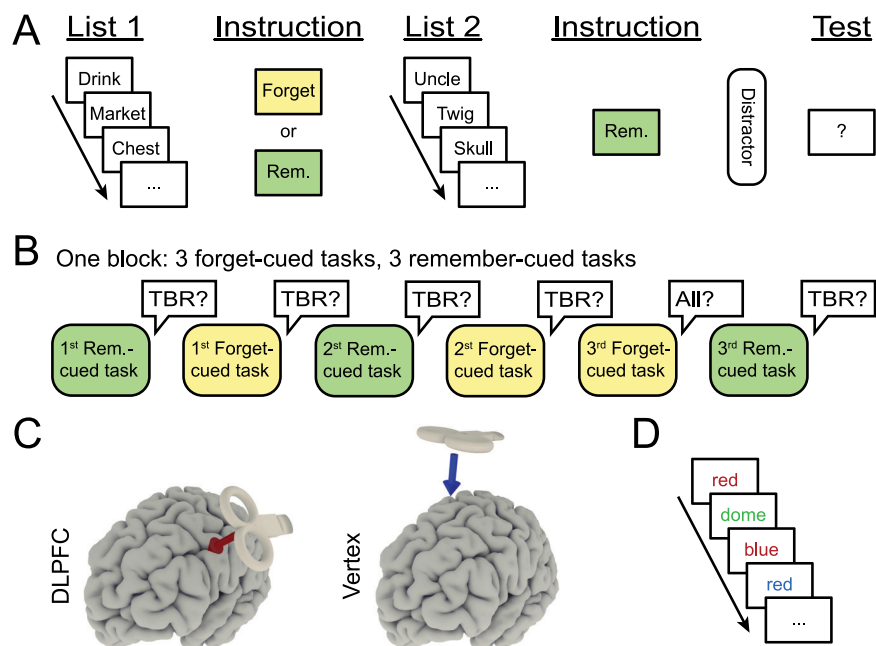 A
List 1
Instruction
List 2
Instruction
Test
Drink
Market
Chest
...
Forget
or
Rem.
Uncle
Twig
Skull
...
Rem.
Distractor
?
B
One block: 3 forget-cued tasks, 3 remember-cued tasks
TBR?
TBR?
TBR?
TBR?
All?
TBR?
1st Rem.-
cued task
1st Forget-
cued task
2st Rem.-
cued task
2st Forget-
cued task
3rd Forget-
cued task
3rd Rem.-
cued task
C
DLPFC
Vertex
D
red
dome
blue
red
...